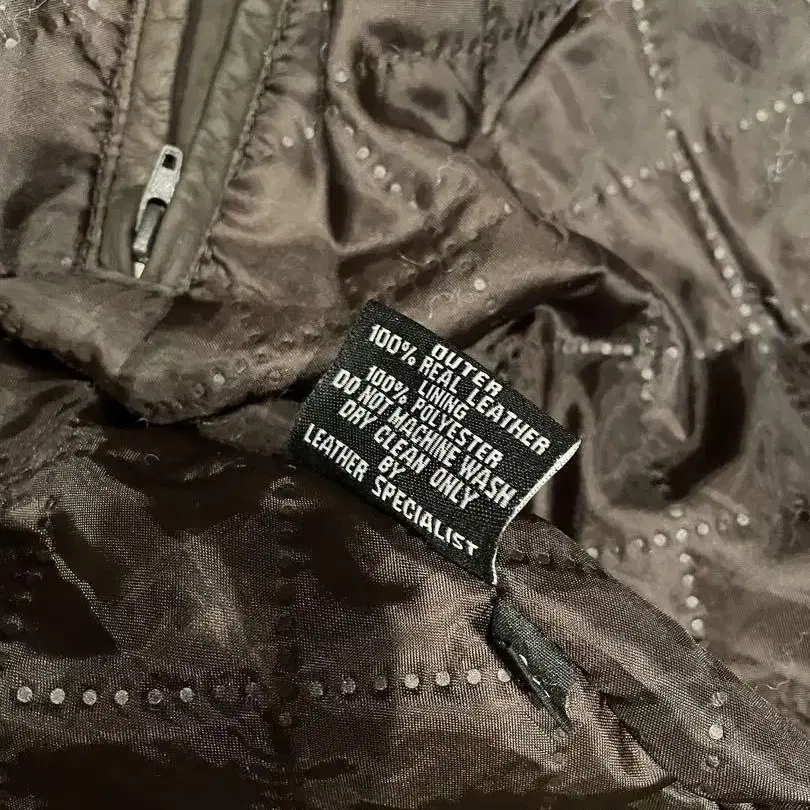 OUTER
100% REAL LEATHER
LINING
100% POLYESTER
DO NOT MACHINE WASH
DRY CLEAN ONLY
BY
LEATHER SPECIALIST